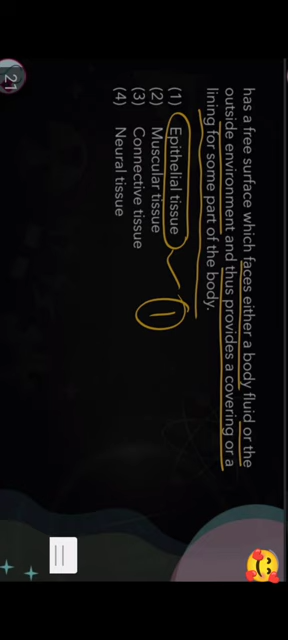 has a free surface which faces either a body fluid or the
outside environment and thus provides a covering or a
lining for some part of the body.
(1) Epithelial tissue
(2) Muscular tissue
(3) Connective tissue
(4) Neural tissue
1
21